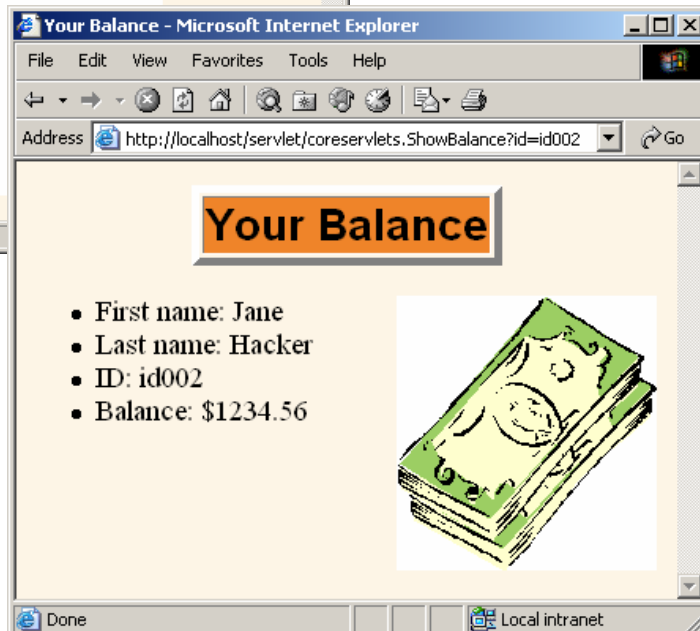 Your Balance - Microsoft Internet Explorer
File Edit View Favorites Tools Help
Address http://localhost/servlet/coreservlets.ShowBalance?id=id002 Go
Your Balance
First name: Jane
Last name: Hacker
ID: id002
Balance: $1234.56
Done Local intranet